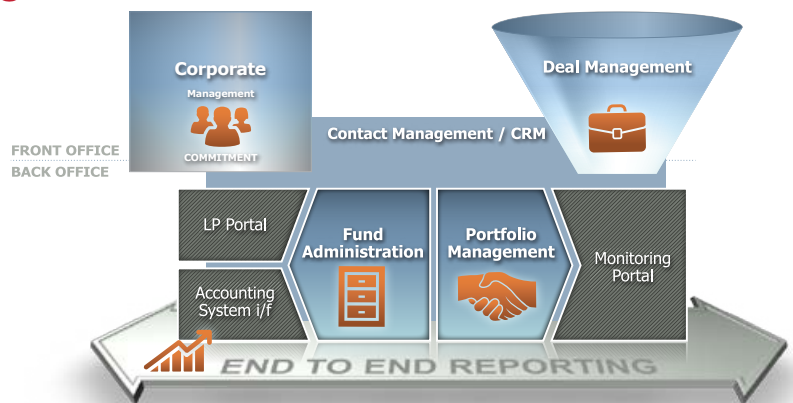 Corporate
Management
COMMITMENT
Deal Management
Contact Management / CRM
FRONT OFFICE
BACK OFFICE
LP Portal
Accounting
System i/f
Fund
Administration
Portfolio
Management
Monitoring
Portal
END TO END REPORTING